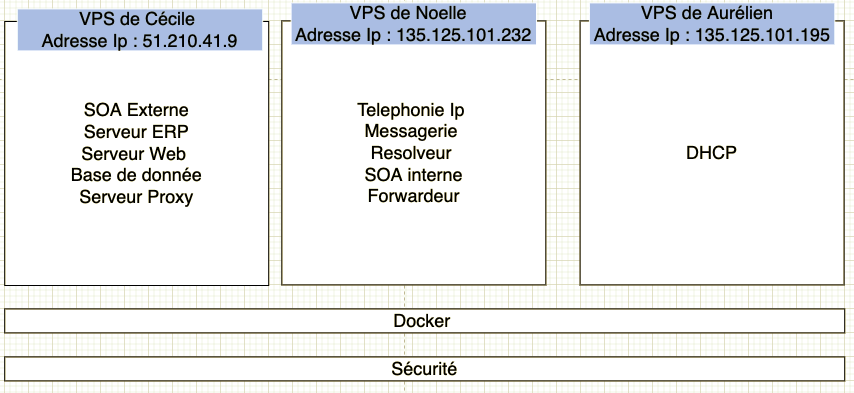 VPS de Cécile
Adresse Ip : 51.210.41.9
SOA Externe
Serveur ERP
Serveur Web
Base de donnée
Serveur Proxy
VPS de Noelle
Adresse Ip : 135.125.101.232
Telephonie Ip
Messagerie
Resolveur
SOA interne
Forwardeur
VPS de Aurélien
Adresse Ip : 135.125.101.195
DHCP
Docker
Sécurité